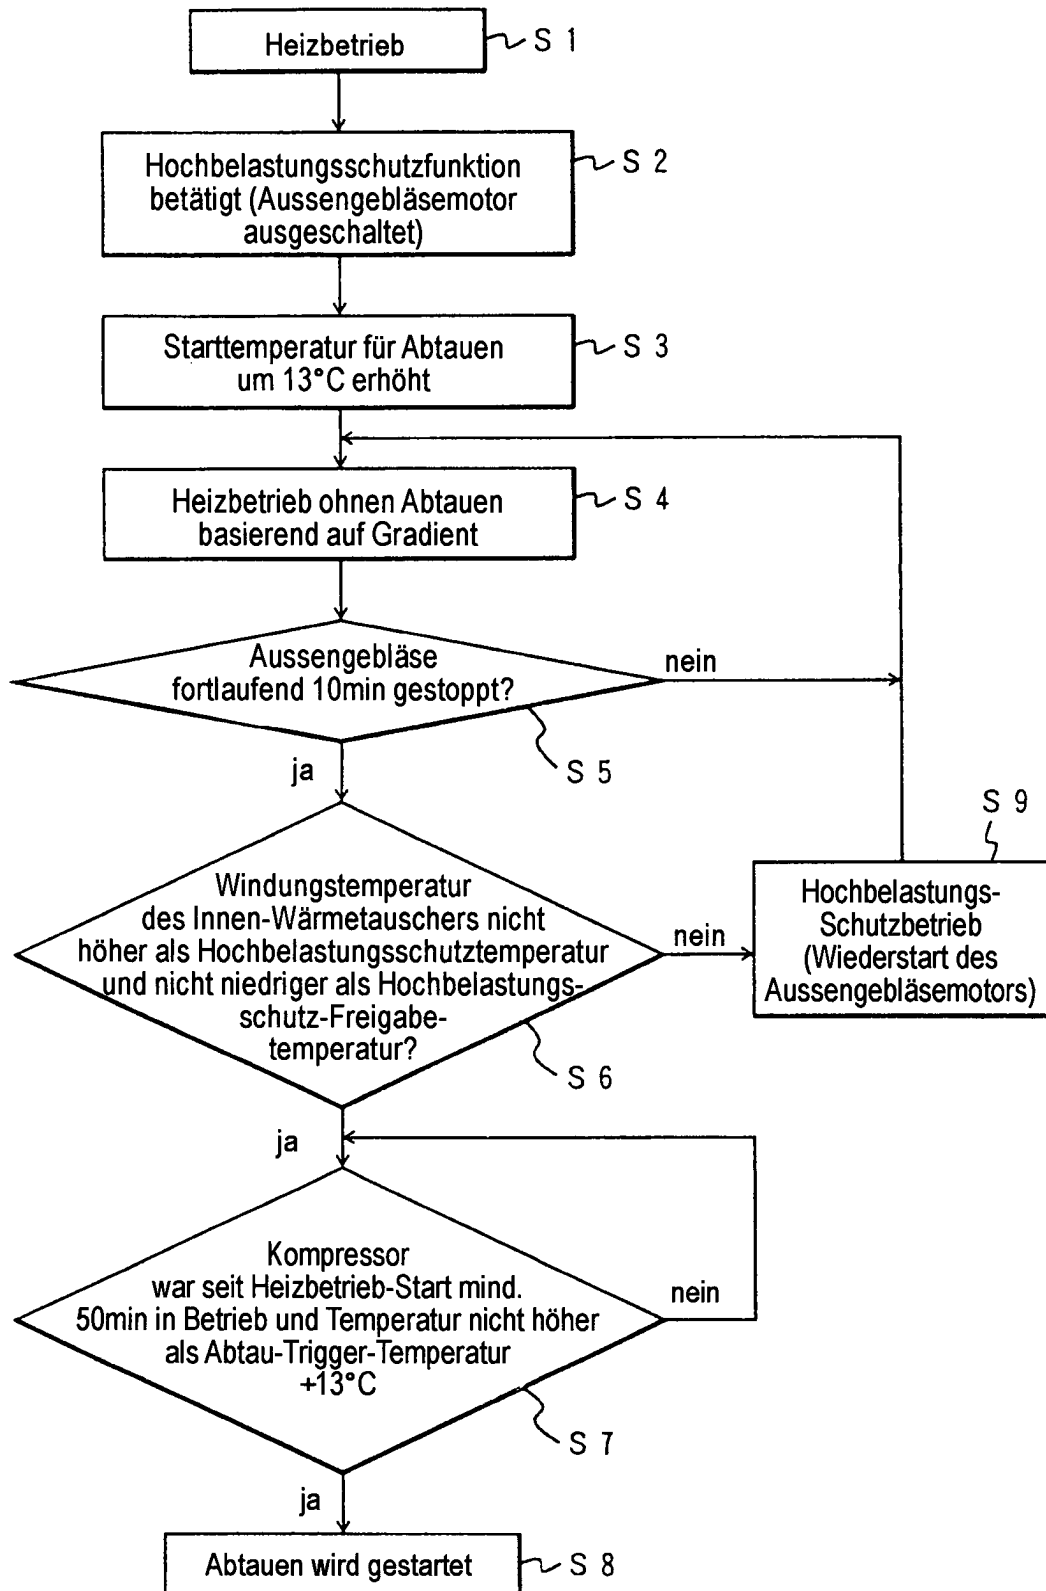 Heizbetrieb
S 1
Hochbelastungsschutzfunktion
betätigt (Aussengebläsemotor
ausgeschaltet)
S 2
Starttemperatur für Abtauen
um 13°C erhöht
S 3
Heizbetrieb ohnen Abtauen
basierend auf Gradient
S 4
Aussengebläse
fortlaufend 10min gestoppt?
nein
S 5
ja
Windungstemperatur
des Innen-Wärmetauschers nicht
höher als Hochbelastungsschutztemperatur
und nicht niedriger als Hochbelastungs-
schutz-Freigabe-
temperatur?
nein
S 6
S 9
Hochbelastungs-
Schutzbetrieb
(Wiederstart des
Aussengebläsemotors)
ja
Kompressor
war seit Heizbetrieb-Start mind.
50min in Betrieb und Temperatur nicht höher
als Abtau-Trigger-Temperatur
+13°C
nein
S 7
ja
Abtauen wird gestartet
S 8